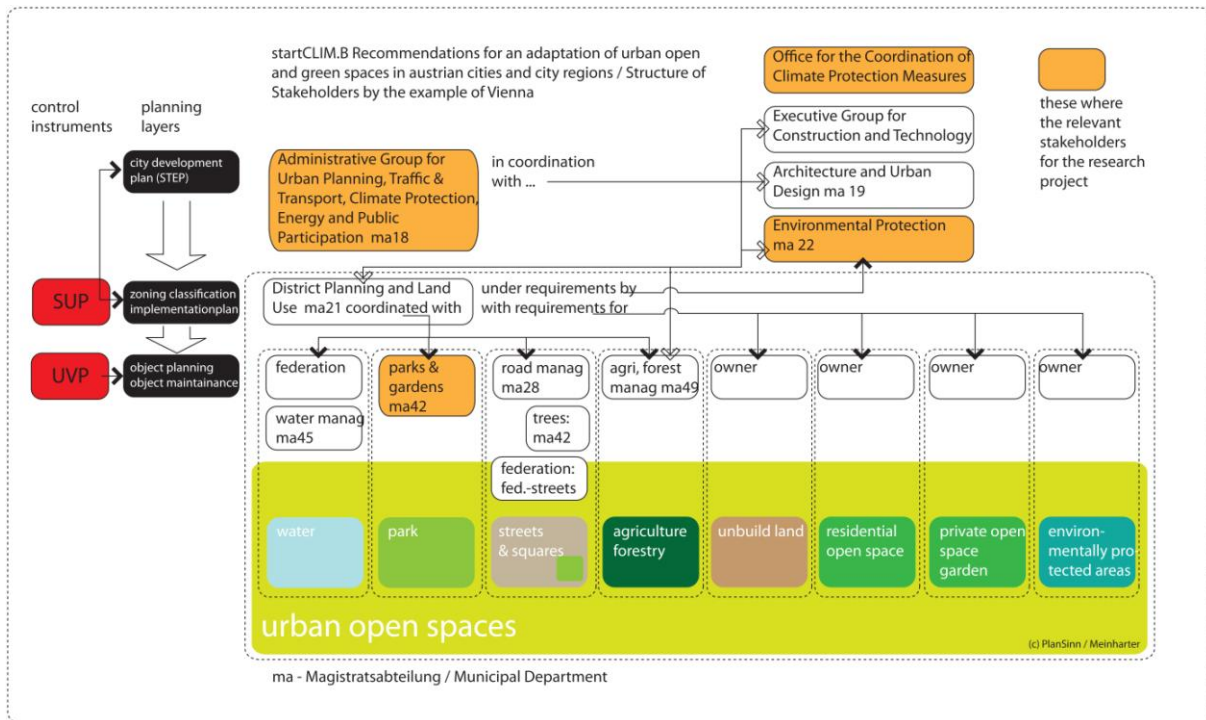 startCLIM.B Recommendations for an adaptation of urban open
and green spaces in austrian cities and city regions / Structure of
Stakeholders by the example of Vienna
control
instruments
planning
layers
city development
plan (STEP)
SUP
zoning classification
implementationplan
UVP
object planning
object maintainance
Administrative Group for
Urban Planning, Traffic &
Transport, Climate Protection,
Energy and Public
Participation ma18
in coordination
with ...
Office for the Coordination of
Climate Protection Measures
Executive Group for
Construction and Technology
Architecture and Urban
Design ma 19
Environmental Protection
ma 22
these where
the relevant
stakeholders
for the research
project
District Planning and Land
Use ma21 coordinated with
under requirements by
with requirements for
federation
water manag
ma45
parks &
gardens
ma42
road manag
ma28
trees:
ma42
federation:
fed.-streets
agri, forest
manag ma49
owner
owner
owner
owner
water
park
streets
& squares
agriculture
forestry
unbuild land
residential
open space
private open
space
garden
environ-
mentally pro-
tected areas
urban open spaces
(c) PlanSinn / Meinharter
ma - Magistratsabteilung / Municipal Department